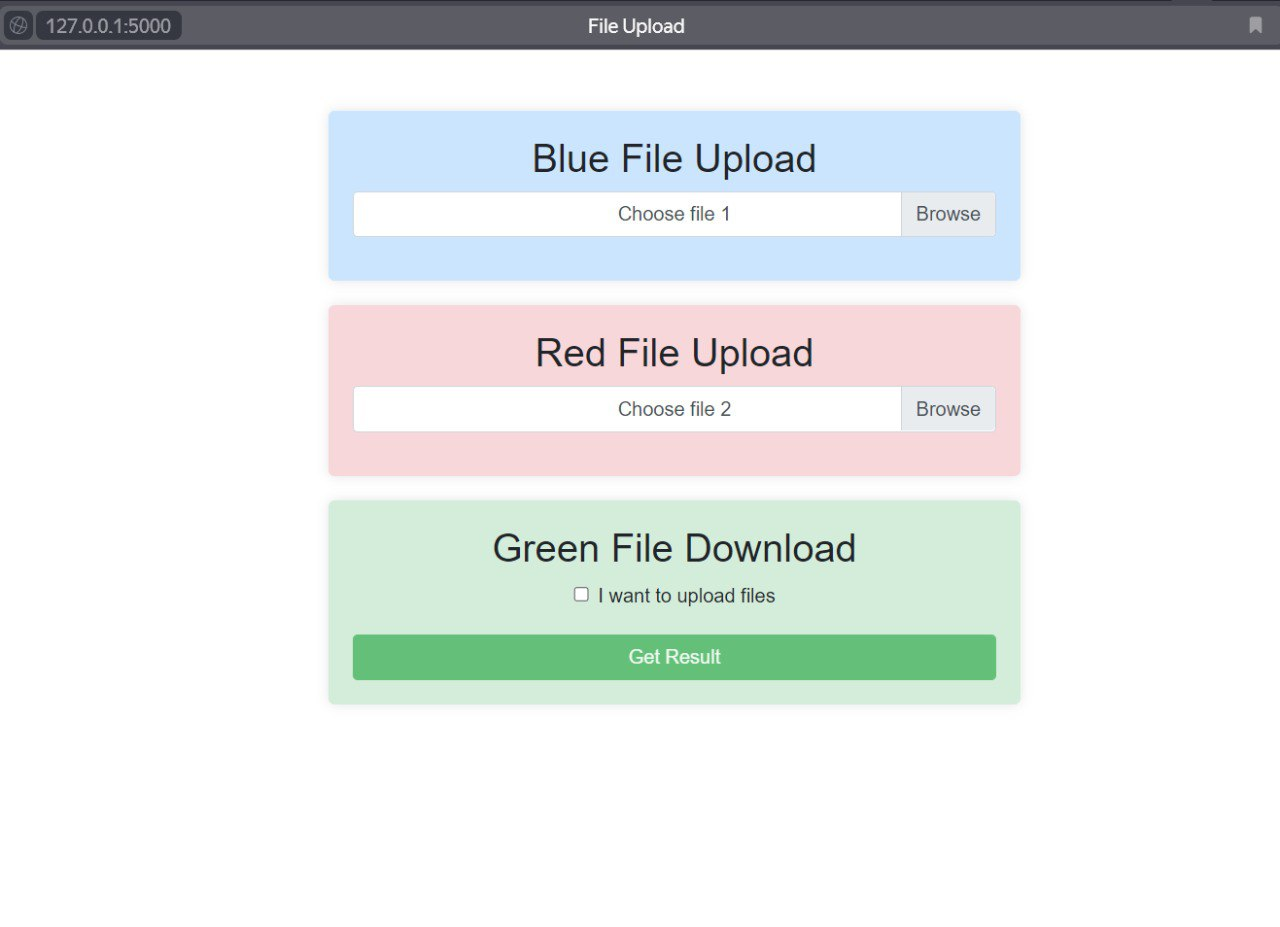 127.0.0.1:5000
File Upload
Blue File Upload
Choose file 1
Browse
Red File Upload
Choose file 2
Browse
Green File Download
I want to upload files
Get Result